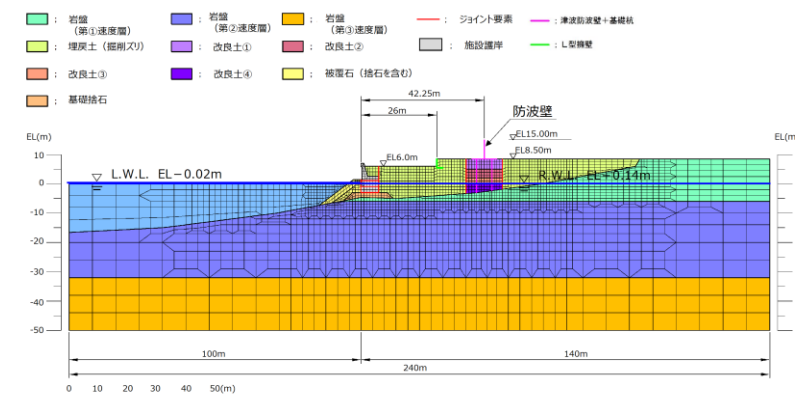 ； 岩盤（第①速度層）
； 岩盤（第②速度層）
； 岩盤（第③速度層）
； ジョイント要素
； 津波防波壁＋基礎杭
； 埋戻土（掘削ズリ）
； 改良土①
； 改良土②
； 施設護岸
； Ｌ型擁壁
； 改良土③
； 改良土④
； 被覆石（捨石を含む）
； 基礎捨石
42.25m
26m
防波壁
EL15.00m
EL8.50m
EL6.0m
EL(m)
EL(m)
L.W.L. EL－0.02m
R.W.L. EL＋0.14m
10
0
-10
-20
-30
-40
-50
100m
140m
240m
0 10 20 30 40 50(m)